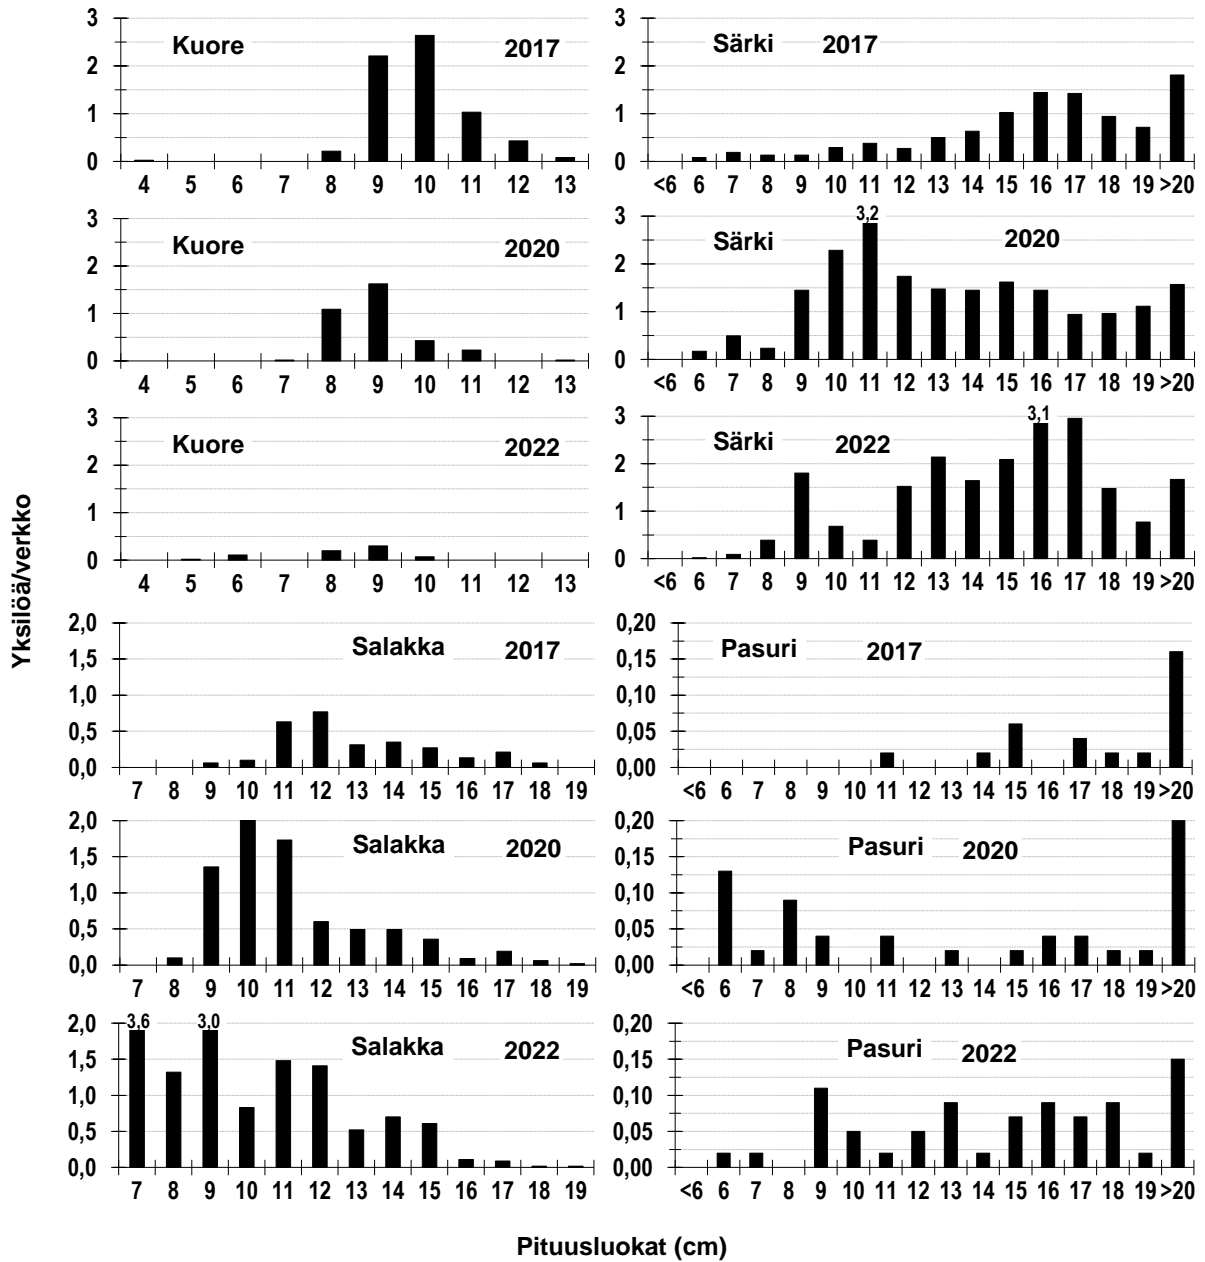 Yksilöä/verkko
Kuore 2017
3
2
1
0
4 5 6 7 8 9 10 11 12 13
Särki 2017
3
2
1
0
<6 6 7 8 9 10 11 12 13 14 15 16 17 18 19 >20
Kuore 2020
3
2
1
0
4 5 6 7 8 9 10 11 12 13
Särki 2020
3,2
3
2
1
0
<6 6 7 8 9 10 11 12 13 14 15 16 17 18 19 >20
Kuore 2022
3
2
1
0
4 5 6 7 8 9 10 11 12 13
Särki 2022
3,1
3
2
1
0
<6 6 7 8 9 10 11 12 13 14 15 16 17 18 19 >20
Salakka 2017
2,0
1,5
1,0
0,5
0,0
7 8 9 10 11 12 13 14 15 16 17 18 19
Pasuri 2017
0,20
0,15
0,10
0,05
0,00
<6 6 7 8 9 10 11 12 13 14 15 16 17 18 19 >20
Salakka 2020
2,0
1,5
1,0
0,5
0,0
7 8 9 10 11 12 13 14 15 16 17 18 19
Pasuri 2020
0,20
0,15
0,10
0,05
0,00
<6 6 7 8 9 10 11 12 13 14 15 16 17 18 19 >20
Salakka 2022
3,6 3,0
2,0
1,5
1,0
0,5
0,0
7 8 9 10 11 12 13 14 15 16 17 18 19
Pasuri 2022
0,20
0,15
0,10
0,05
0,00
<6 6 7 8 9 10 11 12 13 14 15 16 17 18 19 >20
Pituusluokat (cm)